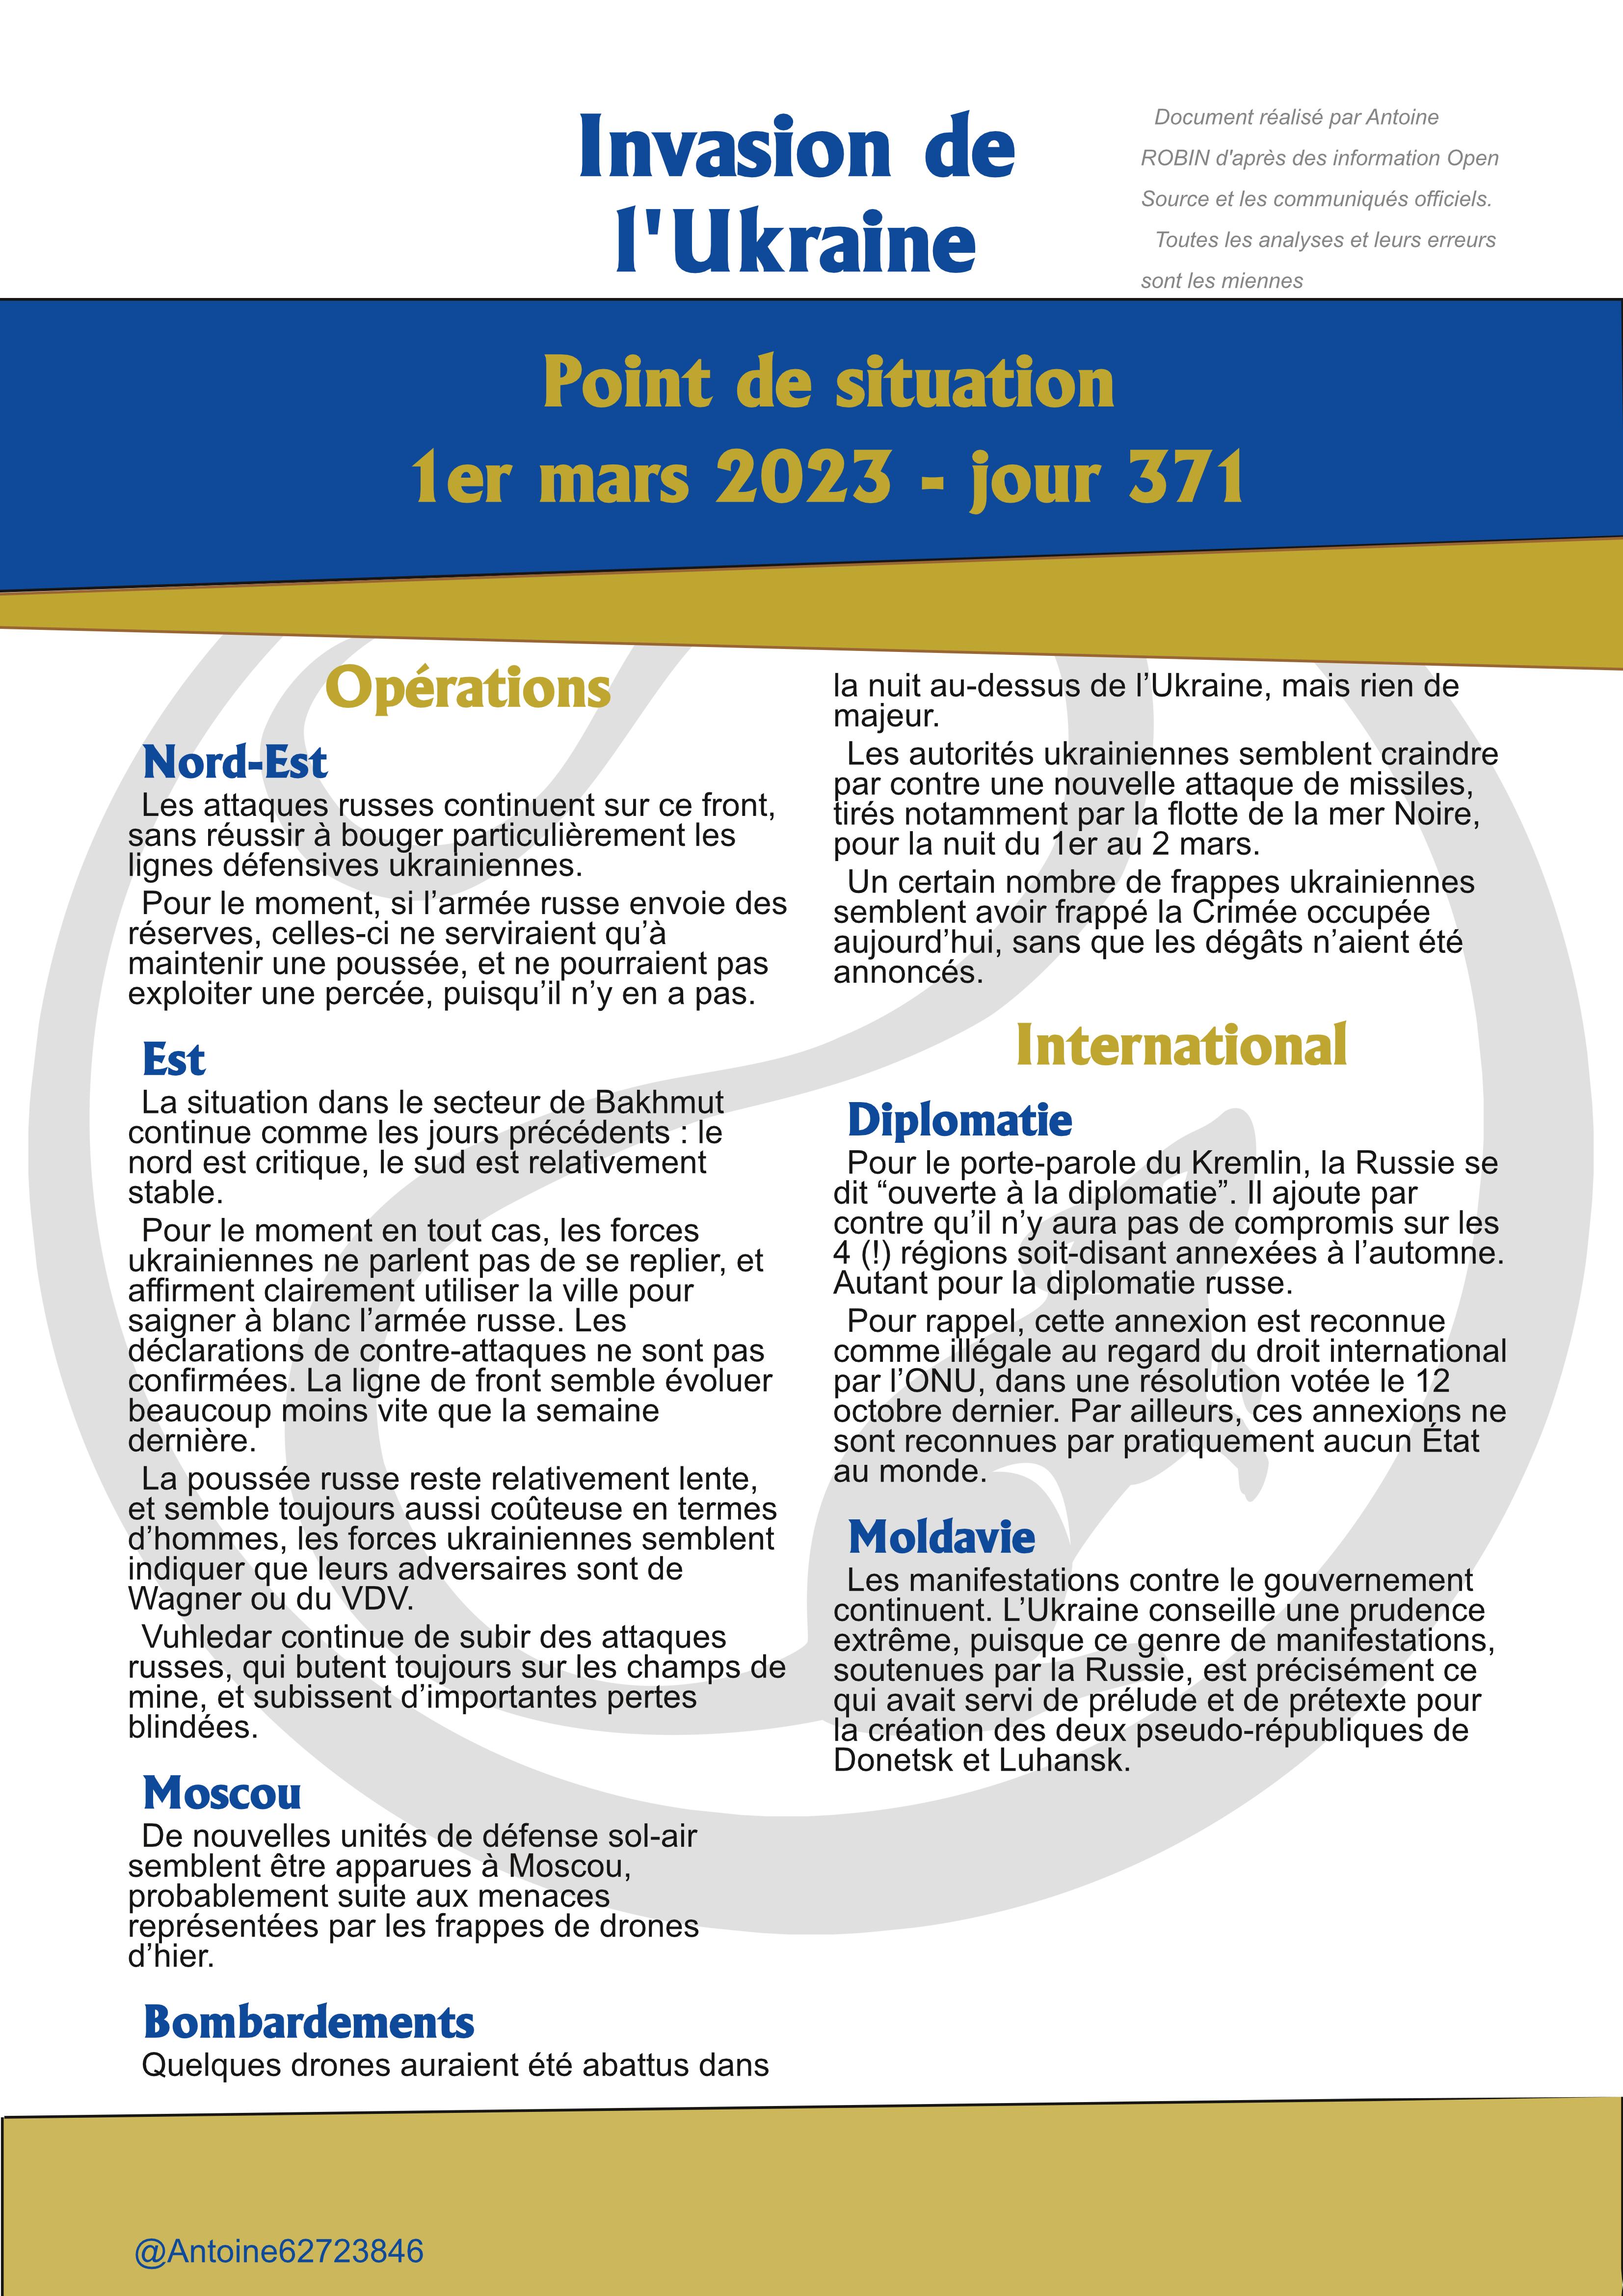 Invasion de
l'Ukraine
Document réalisé par Antoine
ROBIN d'après des information Open
Source et les communiqués officiels.
Toutes les analyses et leurs erreurs
sont les miennes
Point de situation
1er mars 2023 - jour 371
Opérations
Nord-Est
Les attaques russes continuent sur ce front,
sans réussir à bouger particulièrement les
lignes défensives ukrainiennes.
Pour le moment, si l’armée russe envoie des
réserves, celles-ci ne serviraient qu’à
maintenir une poussée, et ne pourraient pas
exploiter une percée, puisqu’il n’y en a pas.
Est
La situation dans le secteur de Bakhmut
continue comme les jours précédents : le
nord est critique, le sud est relativement
stable.
Pour le moment en tout cas, les forces
ukrainiennes ne parlent pas de se replier, et
affirment clairement utiliser la ville pour
saigner à blanc l’armée russe. Les
déclarations de contre-attaques ne sont pas
confirmées. La ligne de front semble évoluer
beaucoup moins vite que la semaine
dernière.
La poussée russe reste relativement lente,
et semble toujours aussi coûteuse en termes
d’hommes, les forces ukrainiennes semblent
indiquer que leurs adversaires sont de
Wagner ou du VDV.
Vuhledar continue de subir des attaques
russes, qui butent toujours sur les champs de
mine, et subissent d’importantes pertes
blindées.
Moscou
De nouvelles unités de défense sol-air
semblent être apparues à Moscou,
probablement suite aux menaces
représentées par les frappes de drones
d’hier.
Bombardements
Quelques drones auraient été abattus dans
la nuit au-dessus de l’Ukraine, mais rien de
majeur.
Les autorités ukrainiennes semblent craindre
par contre une nouvelle attaque de missiles,
tirés notamment par la flotte de la mer Noire,
pour la nuit du 1er au 2 mars.
Un certain nombre de frappes ukrainiennes
semblent avoir frappé la Crimée occupée
aujourd’hui, sans que les dégâts n’aient été
annoncés.
International
Diplomatie
Pour le porte-parole du Kremlin, la Russie se
dit “ouverte à la diplomatie”. Il ajoute par
contre qu’il n’y aura pas de compromis sur les
4 (!) régions soit-disant annexées à l’automne.
Autant pour la diplomatie russe.
Pour rappel, cette annexion est reconnue
comme illégale au regard du droit international
par l’ONU, dans une résolution votée le 12
octobre dernier. Par ailleurs, ces annexions ne
sont reconnues par pratiquement aucun État
au monde.
Moldavie
Les manifestations contre le gouvernement
continuent. L’Ukraine conseille une prudence
extrême, puisque ce genre de manifestations,
soutenues par la Russie, est précisément ce
qui avait servi de prélude et de prétexte pour
la création des deux pseudo-républiques de
Donetsk et Luhansk.
@Antoine62723846